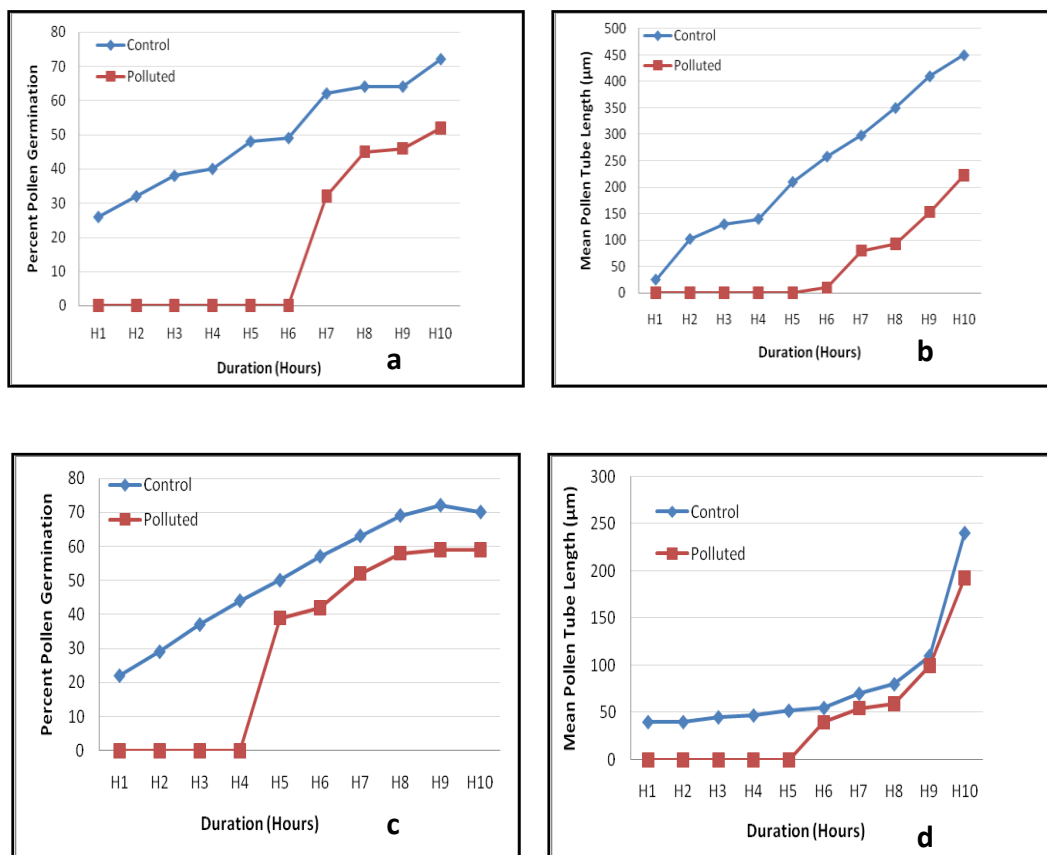 80
70
60
50
40
30
20
10
0
Percent Pollen Germination
Control
Polluted
H1 H2 H3 H4 H5 H6 H7 H8 H9 H10
Duration (Hours)
a
500
450
400
350
300
250
200
150
100
50
0
Mean Pollen Tube Length (µm)
Control
Polluted
H1 H2 H3 H4 H5 H6 H7 H8 H9 H10
Duration (Hours)
b
80
70
60
50
40
30
20
10
0
Percent Pollen Germination
Control
Polluted
H1 H2 H3 H4 H5 H6 H7 H8 H9 H10
Duration (Hours)
c
300
250
200
150
100
50
0
Mean Pollen Tube Length (µm)
Control
Polluted
H1 H2 H3 H4 H5 H6 H7 H8 H9 H10
Duration (Hours)
d